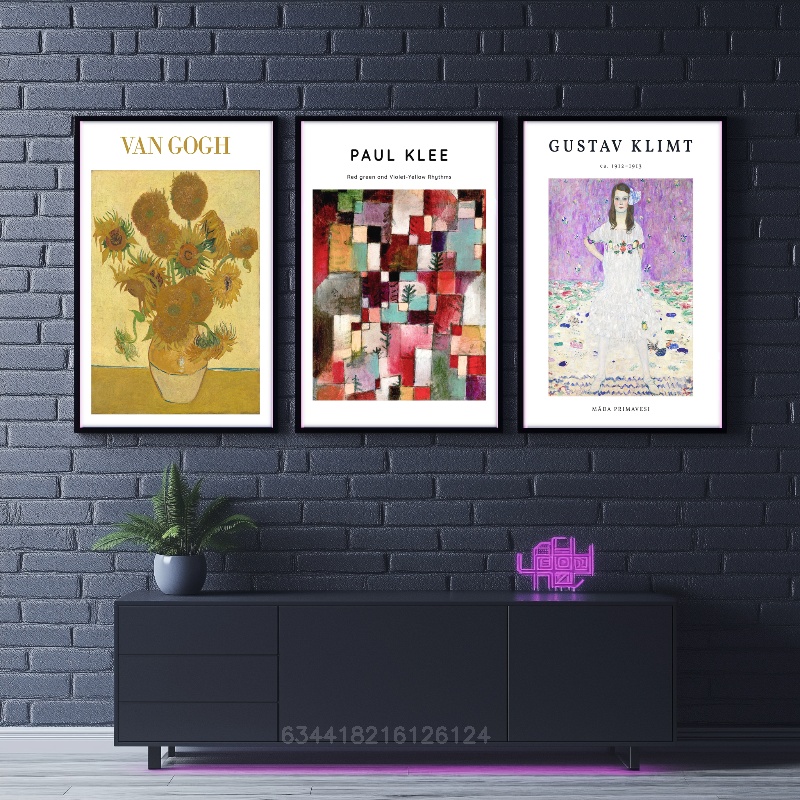 VAN GOGH
PAUL KLEE
Red green and Violet-Yellow Rhythms
GUSTAV KLIMT
ca. 1912-1913
MÄDA PRIMAVESI
634418216126124